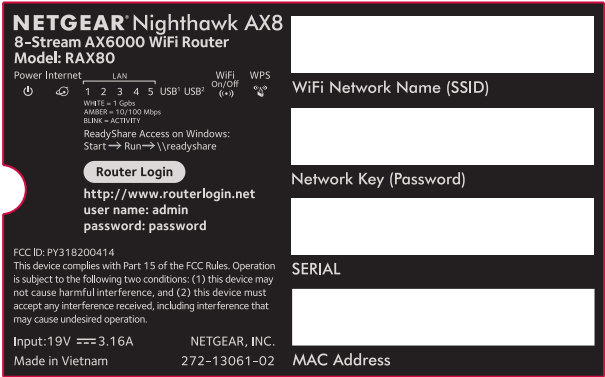 NETGEAR® Nighthawk AX8
8-Stream AX6000 WiFi Router
Model: RAX80
Power Internet LAN WiFi On/Off WPS
1 2 3 4 5 USB¹ USB²
WHITE = 1 Gpbs
AMBER = 10/100 Mbps
BLINK = ACTIVITY
ReadyShare Access on Windows:
Start → Run → \\readyshare
Router Login
http://www.routerlogin.net
user name: admin
password: password
FCC ID: PY318200414
This device complies with Part 15 of the FCC Rules. Operation
is subject to the following two conditions: (1) this device may
not cause harmful interference, and (2) this device must
accept any interference received, including interference that
may cause undesired operation.
Input:19V ⎓ 3.16A NETGEAR, INC.
Made in Vietnam 272-13061-02
WiFi Network Name (SSID)
Network Key (Password)
SERIAL
MAC Address